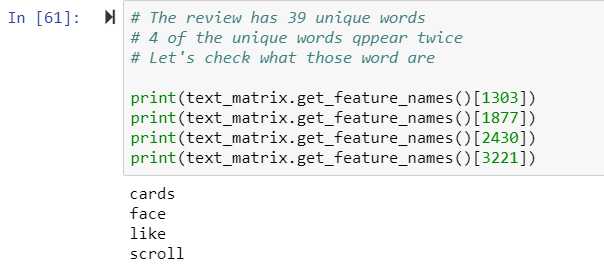 In [61]:
# The review has 39 unique words
# 4 of the unique words qppear twice
# Let's check what those word are
print(text_matrix.get_feature_names()[1303])
print(text_matrix.get_feature_names()[1877])
print(text_matrix.get_feature_names()[2430])
print(text_matrix.get_feature_names()[3221])
cards
face
like
scroll